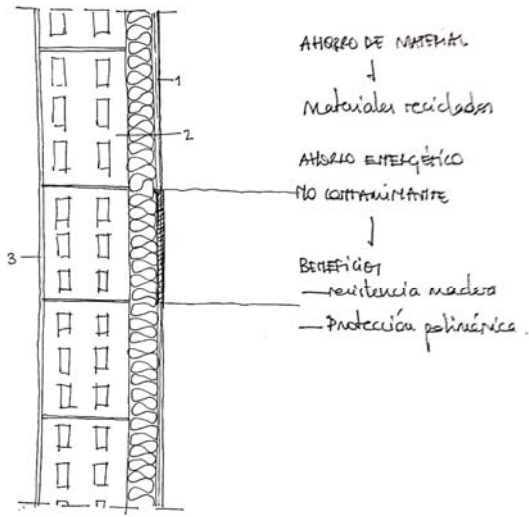 AHORRO DE MATERIAL
Materiales reciclados
AHORRO ENERGÉTICO
NO CONTAMINANTE
BENEFICIOS
— resistencia madera
— Protección polimérica.
1
2
3